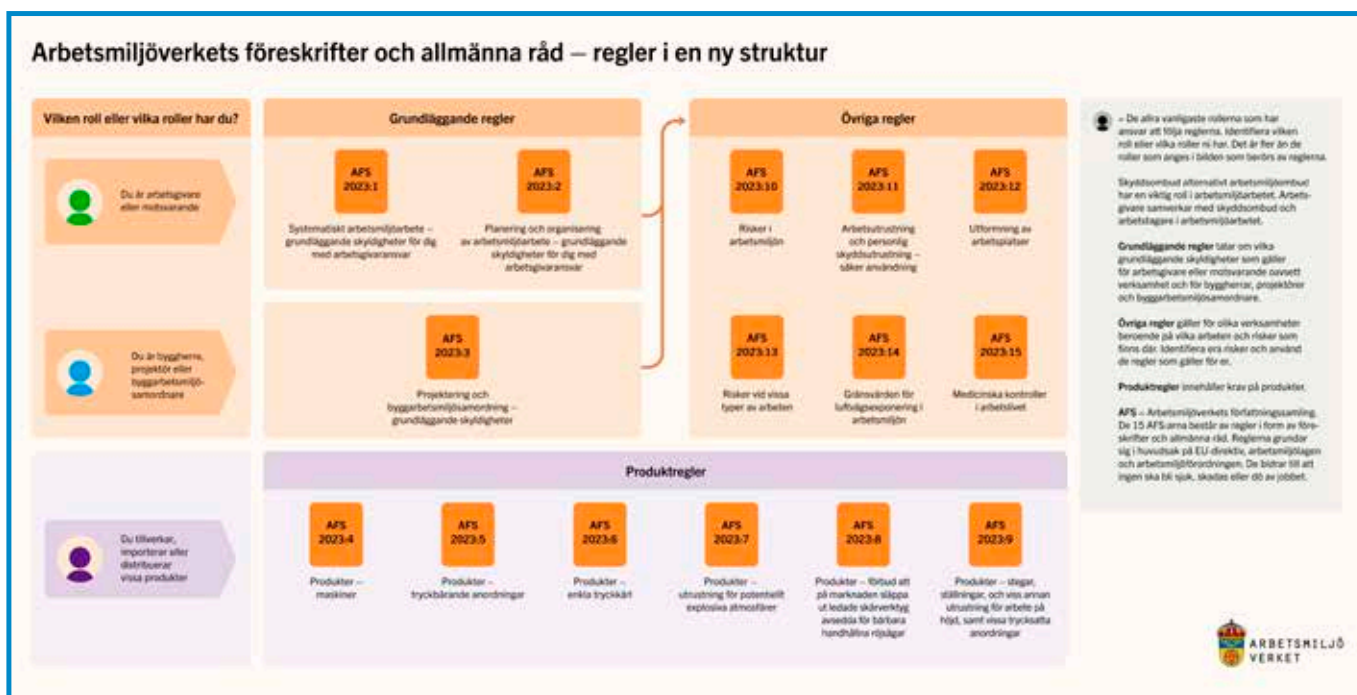 Arbetsmiljöverkets föreskrifter och allmänna råd – regler i en ny struktur
Vilken roll eller vilka roller har du?
Du är arbetsgivare
eller motsvarande
Du är byggherre,
projektör eller
byggarbetsmiljö-
samordnare
Grundläggande regler
AFS
2023:1
Systematiskt arbetsmiljöarbete –
grundläggande skyldigheter för dig
med arbetsgivaransvar
AFS
2023:2
Planering och organisering
av arbetsmiljöarbete – grundläggande
skyldigheter för dig med
arbetsgivaransvar
AFS
2023:3
Projektering och
byggarbetsmiljösamordning –
grundläggande skyldigheter
Övriga regler
AFS
2023:10
Risker i
arbetsmiljön
AFS
2023:11
Arbetsutrustning
och personlig
skyddsutrustning –
säker användning
AFS
2023:12
Utformning av
arbetsplatser
AFS
2023:13
Risker vid vissa
typer av arbeten
AFS
2023:14
Gränsvärden för
luftvägsexponering i
arbetsmiljön
AFS
2023:15
Medicinska kontroller
i arbetslivet
Du tillverkar,
importerar eller
distribuerar
vissa produkter
Produktregler
AFS
2023:4
Produkter –
maskiner
AFS
2023:5
Produkter –
tryckbärande anordningar
AFS
2023:6
Produkter –
enkla tryckkärl
AFS
2023:7
Produkter –
utrustning för potentiellt
explosiva atmosfärer
AFS
2023:8
Produkter – förbud att
på marknaden släppa
ut ledade skärverktyg
avsedda för bärbara
handhållna röjsågar
AFS
2023:9
Produkter – stegar,
ställningar, och viss annan
utrustning för arbete på
höjd, samt vissa trycksatta
anordningar
= De allra vanligaste rollerna som har
ansvar att följa reglerna. Identifiera vilken
roll eller vilka roller ni har. Det är fler än de
roller som anges i bilden som berörs av reglerna.
Skyddsombud alternativt arbetsmiljöombud
har en viktig roll i arbetsmiljöarbetet. Arbets-
givare samverkar med skyddsombud och
arbetstagare i arbetsmiljöarbetet.
Grundläggande regler talar om vilka
grundläggande skyldigheter som gäller
för arbetsgivare eller motsvarande oavsett
verksamhet och för byggherrar, projektörer
och byggarbetsmiljösamordnare.
Övriga regler gäller för olika verksamheter
beroende på vilka arbeten och risker som
finns där. Identifiera era risker och använd
de regler som gäller för er.
Produktregler innehåller krav på produkter.
AFS – Arbetsmiljöverkets författningssamling.
De 15 AFS:arna består av regler i form av före-
skrifter och allmänna råd. Reglerna grundar
sig i huvudsak på EU-direktiv, arbetsmiljölagen
och arbetsmiljöförordningen. De bidrar till att
ingen ska bli sjuk, skadas eller dö av jobbet.
ARBETSMILJÖ
VERKET